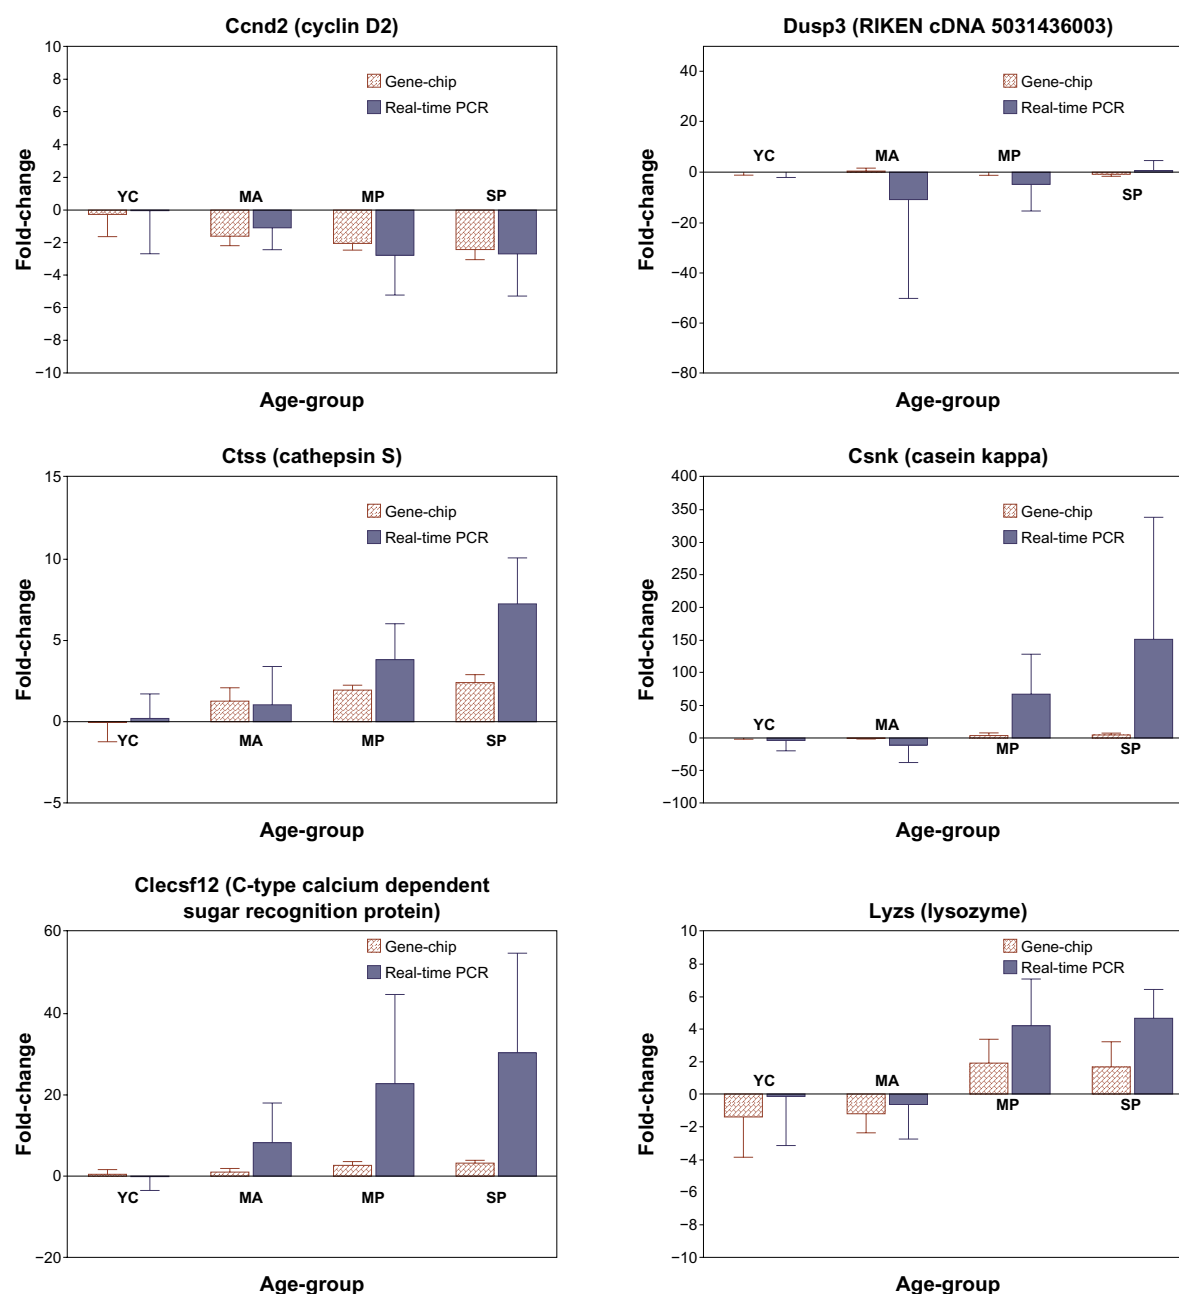 Ccnd2 (cyclin D2)
10
8
6
4
2
0
−2
−4
−6
−8
−10
Fold-change
Gene-chip
Real-time PCR
YC
MA
MP
SP
Age-group
Dusp3 (RIKEN cDNA 5031436003)
40
20
0
−20
−40
−60
−80
Fold-change
Gene-chip
Real-time PCR
YC
MA
MP
SP
Age-group
Ctss (cathepsin S)
15
10
5
0
−5
Fold-change
Gene-chip
Real-time PCR
YC
MA
MP
SP
Age-group
Csnk (casein kappa)
400
350
300
250
200
150
100
50
0
−50
−100
Fold-change
Gene-chip
Real-time PCR
YC
MA
MP
SP
Age-group
Clecsf12 (C-type calcium dependent
sugar recognition protein)
60
40
20
0
−20
Fold-change
Gene-chip
Real-time PCR
YC
MA
MP
SP
Age-group
Lyzs (lysozyme)
10
8
6
4
2
0
−2
−4
−6
−8
−10
Fold-change
Gene-chip
Real-time PCR
YC
MA
MP
SP
Age-group